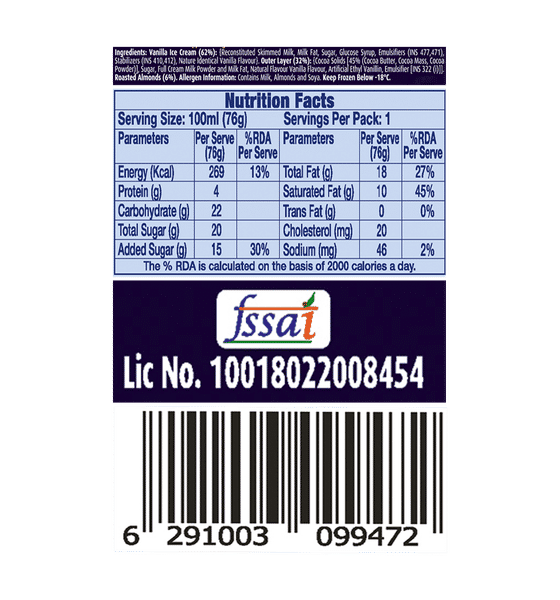 Ingredients: Vanilla Ice Cream (62%): (Reconstituted Skimmed Milk, Milk Fat, Sugar, Glucose Syrup, Emulsifiers (INS 477,471),
Stabilizers (INS 410,412), Nature Identical Vanilla Flavour). Outer Layer (32%): {Cocoa Solids [45% (Cocoa Butter, Cocoa Mass, Cocoa
Powder)], Sugar, Full Cream Milk Powder and Milk Fat, Natural Flavour Vanilla Flavour, Artificial Ethyl Vanillin, Emulsifier [INS 322 (i)]}.
Roasted Almonds (6%). Allergen Information: Contains Milk, Almonds and Soya. Keep Frozen Below -18°C.
Nutrition Facts
Serving Size: 100ml (76g) Servings Per Pack: 1
Parameters Per Serve (76g) %RDA Per Serve Parameters Per Serve (76g) %RDA Per Serve
Energy (Kcal) 269 13% Total Fat (g) 18 27%
Protein (g) 4 Saturated Fat (g) 10 45%
Carbohydrate (g) 22 Trans Fat (g) 0 0%
Total Sugar (g) 20 Cholesterol (mg) 20
Added Sugar (g) 15 30% Sodium (mg) 46 2%
The % RDA is calculated on the basis of 2000 calories a day.
fssai
Lic No. 10018022008454
6 291003 099472